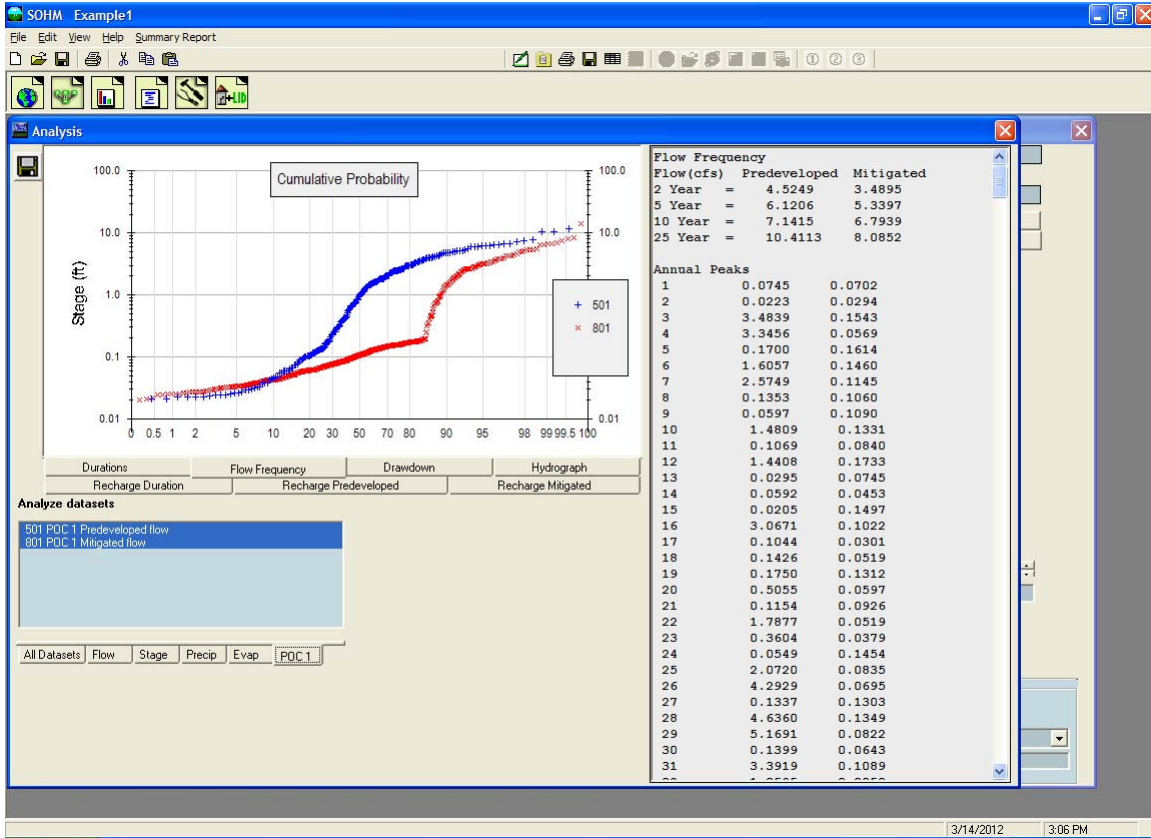 SOHM Example1
File Edit View Help Summary Report
① ② ③
+LID
Analysis
Cumulative Probability
100.0 100.0
10.0 10.0
1.0
0.1
0.01 0.01
Stage (ft)
+ 501
× 801
0 0.5 1 2 5 10 20 30 50 70 80 90 95 98 99 99.5 100
Durations Flow Frequency Drawdown Hydrograph
Recharge Duration Recharge Predeveloped Recharge Mitigated
Analyze datasets
501 POC 1 Predeveloped flow
801 POC 1 Mitigated flow
All Datasets Flow Stage Precip Evap POC 1
Flow Frequency
Flow(cfs) Predeveloped Mitigated
2 Year = 4.5249 3.4895
5 Year = 6.1206 5.3397
10 Year = 7.1415 6.7939
25 Year = 10.4113 8.0852
Annual Peaks
1 0.0745 0.0702
2 0.0223 0.0294
3 3.4839 0.1543
4 3.3456 0.0569
5 0.1700 0.1614
6 1.6057 0.1460
7 2.5749 0.1145
8 0.1353 0.1060
9 0.0597 0.1090
10 1.4809 0.1331
11 0.1069 0.0840
12 1.4408 0.1733
13 0.0295 0.0745
14 0.0592 0.0453
15 0.0205 0.1497
16 3.0671 0.1022
17 0.1044 0.0301
18 0.1426 0.0519
19 0.1750 0.1312
20 0.5055 0.0597
21 0.1154 0.0926
22 1.7877 0.0519
23 0.3604 0.0379
24 0.0549 0.1454
25 2.0720 0.0835
26 4.2929 0.0695
27 0.1337 0.1303
28 4.6360 0.1349
29 5.1691 0.0822
30 0.1399 0.0643
31 3.3919 0.1089
3/14/2012 3:06 PM